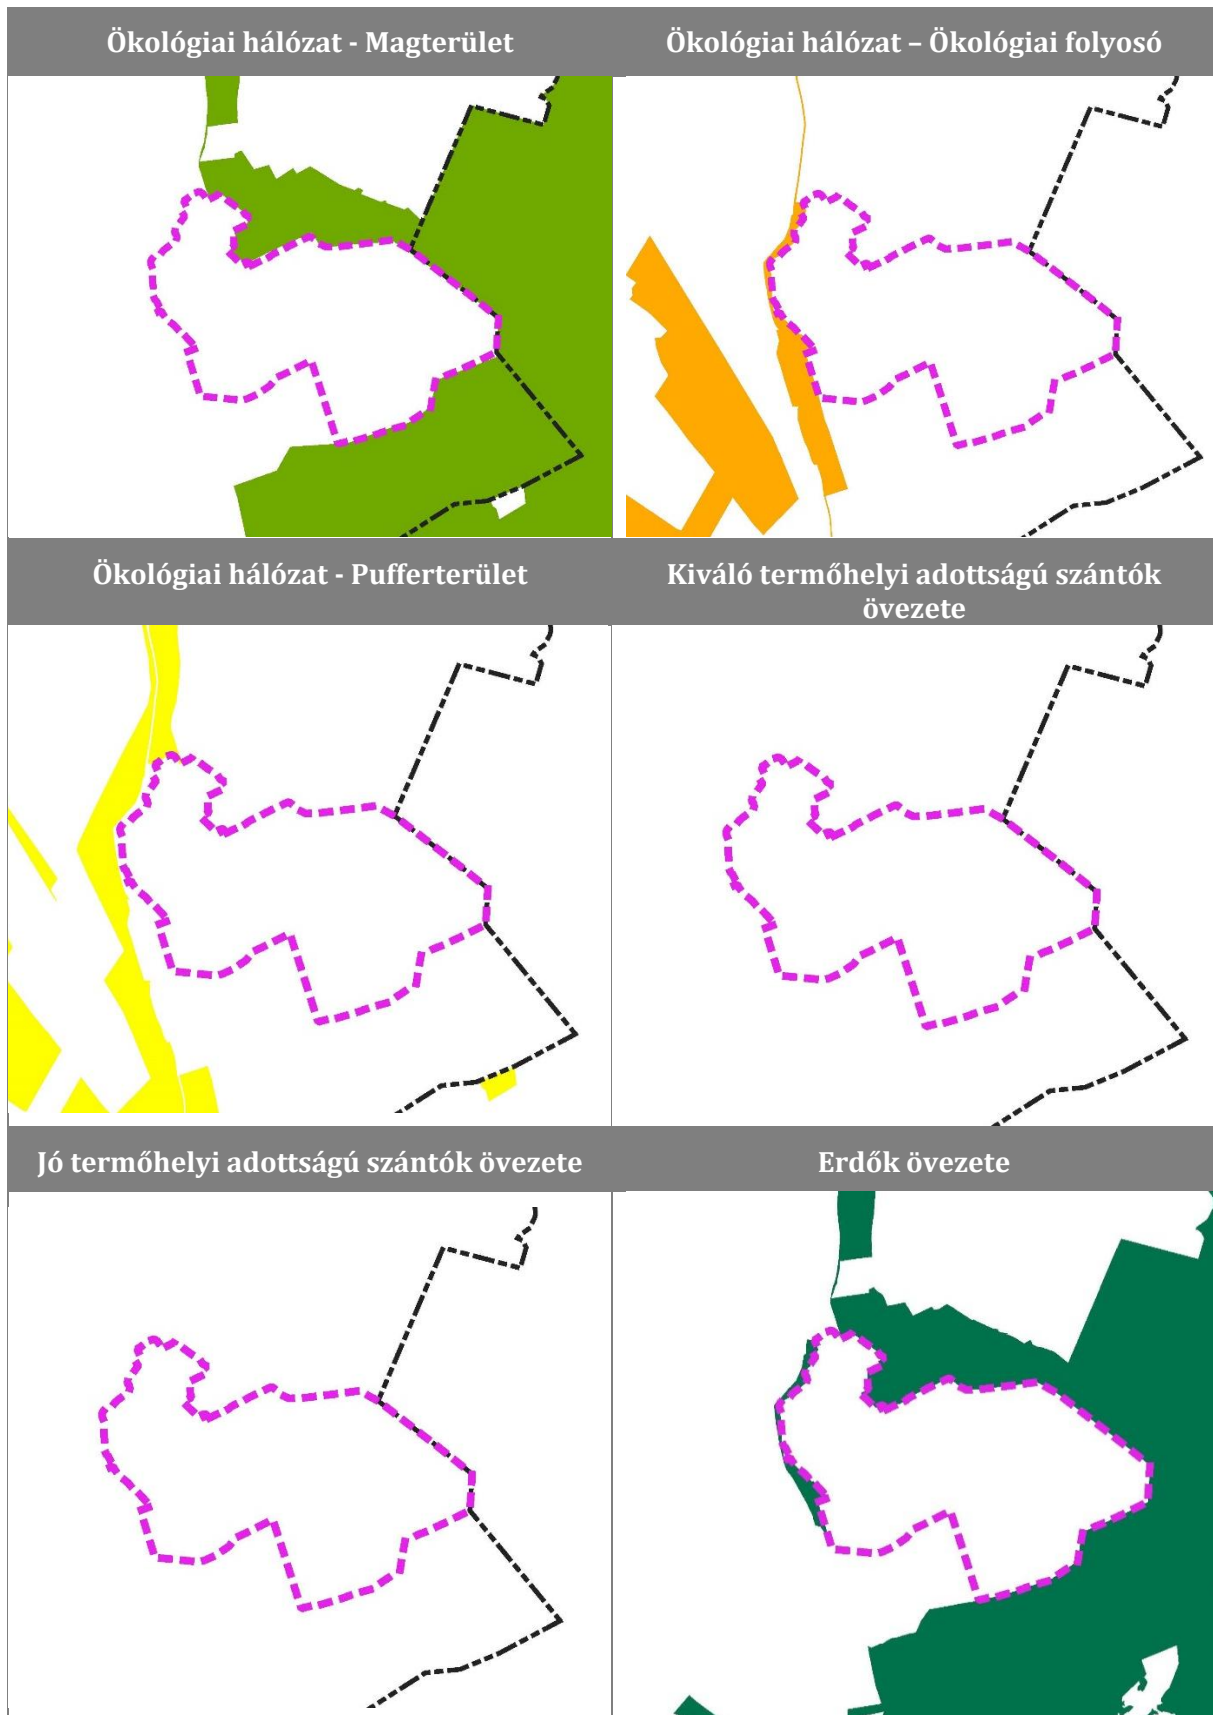 Ökológiai hálózat - Magterület
Ökológiai hálózat – Ökológiai folyosó
Ökológiai hálózat - Pufferterület
Kiváló termőhelyi adottságú szántók
övezete
Jó termőhelyi adottságú szántók övezete
Erdők övezete